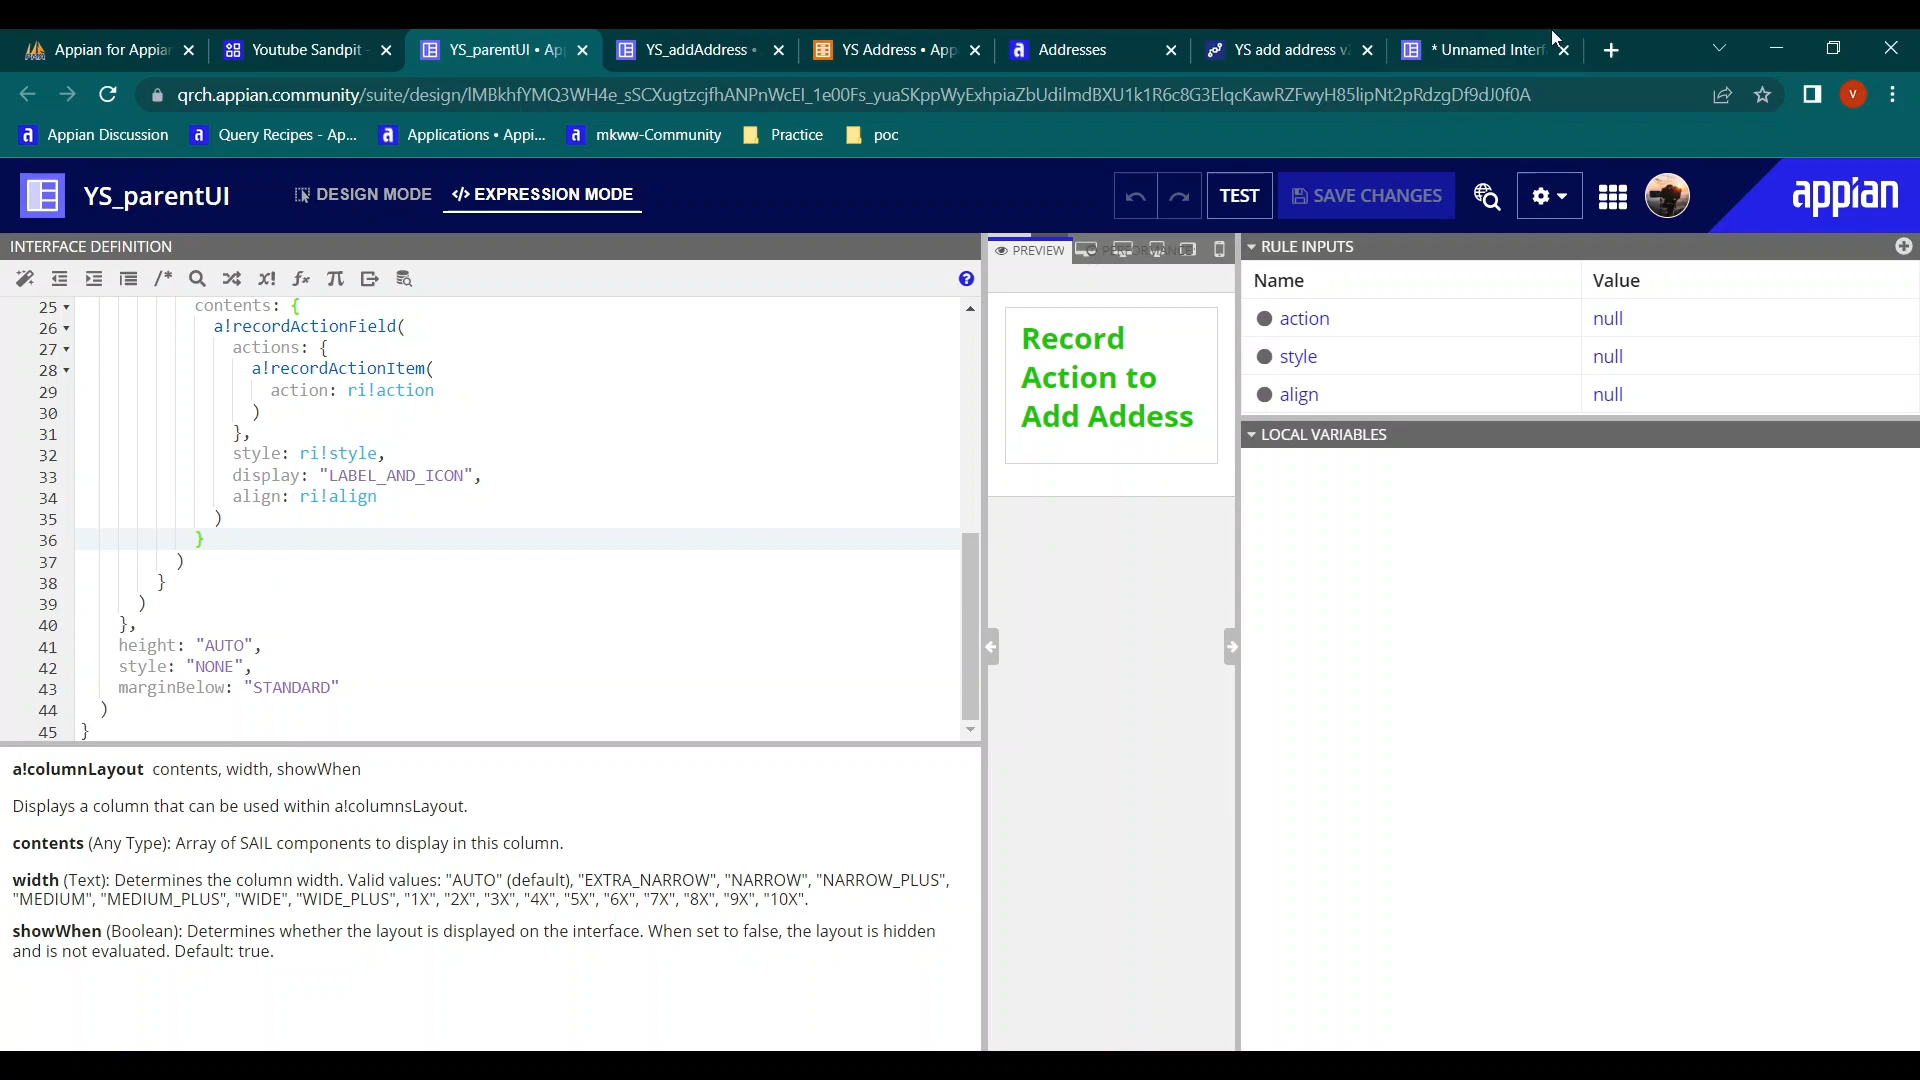 Appian for Appian
Youtube Sandpit -
YS_parentUI • Ap
YS_addAddress •
YS Address • App
Addresses
YS add address v
* Unnamed Interf
qrch.appian.community/suite/design/lMBkhfYMQ3WH4e_sSCXugtzcjfhANPnWcEl_1e00Fs_yuaSKppWyExhpiaZbUdilmdBXU1k1R6c8G3ElqcKawRZFwyH85lipNt2pRdzgDf9dJ0f0A
V
Appian Discussion
Query Recipes - Ap...
Applications • Appi...
mkww-Community
Practice
poc
YS_parentUI
DESIGN MODE
</> EXPRESSION MODE
TEST
SAVE CHANGES
appian
INTERFACE DEFINITION
PREVIEW
PERFORMANCE
RULE INPUTS
Name Value
action null
style null
align null
LOCAL VARIABLES
25 contents: {
26 a!recordActionField(
27 actions: {
28 a!recordActionItem(
29 action: ri!action
30 )
31 },
32 style: ri!style,
33 display: "LABEL_AND_ICON",
34 align: ri!align
35 )
36 }
37 )
38 }
39 )
40 },
41 height: "AUTO",
42 style: "NONE",
43 marginBelow: "STANDARD"
44 )
45 }
Record
Action to
Add Addess
a!columnLayout contents, width, showWhen
Displays a column that can be used within a!columnsLayout.
contents (Any Type): Array of SAIL components to display in this column.
width (Text): Determines the column width. Valid values: "AUTO" (default), "EXTRA_NARROW", "NARROW", "NARROW_PLUS",
"MEDIUM", "MEDIUM_PLUS", "WIDE", "WIDE_PLUS", "1X", "2X", "3X", "4X", "5X", "6X", "7X", "8X", "9X", "10X".
showWhen (Boolean): Determines whether the layout is displayed on the interface. When set to false, the layout is hidden
and is not evaluated. Default: true.